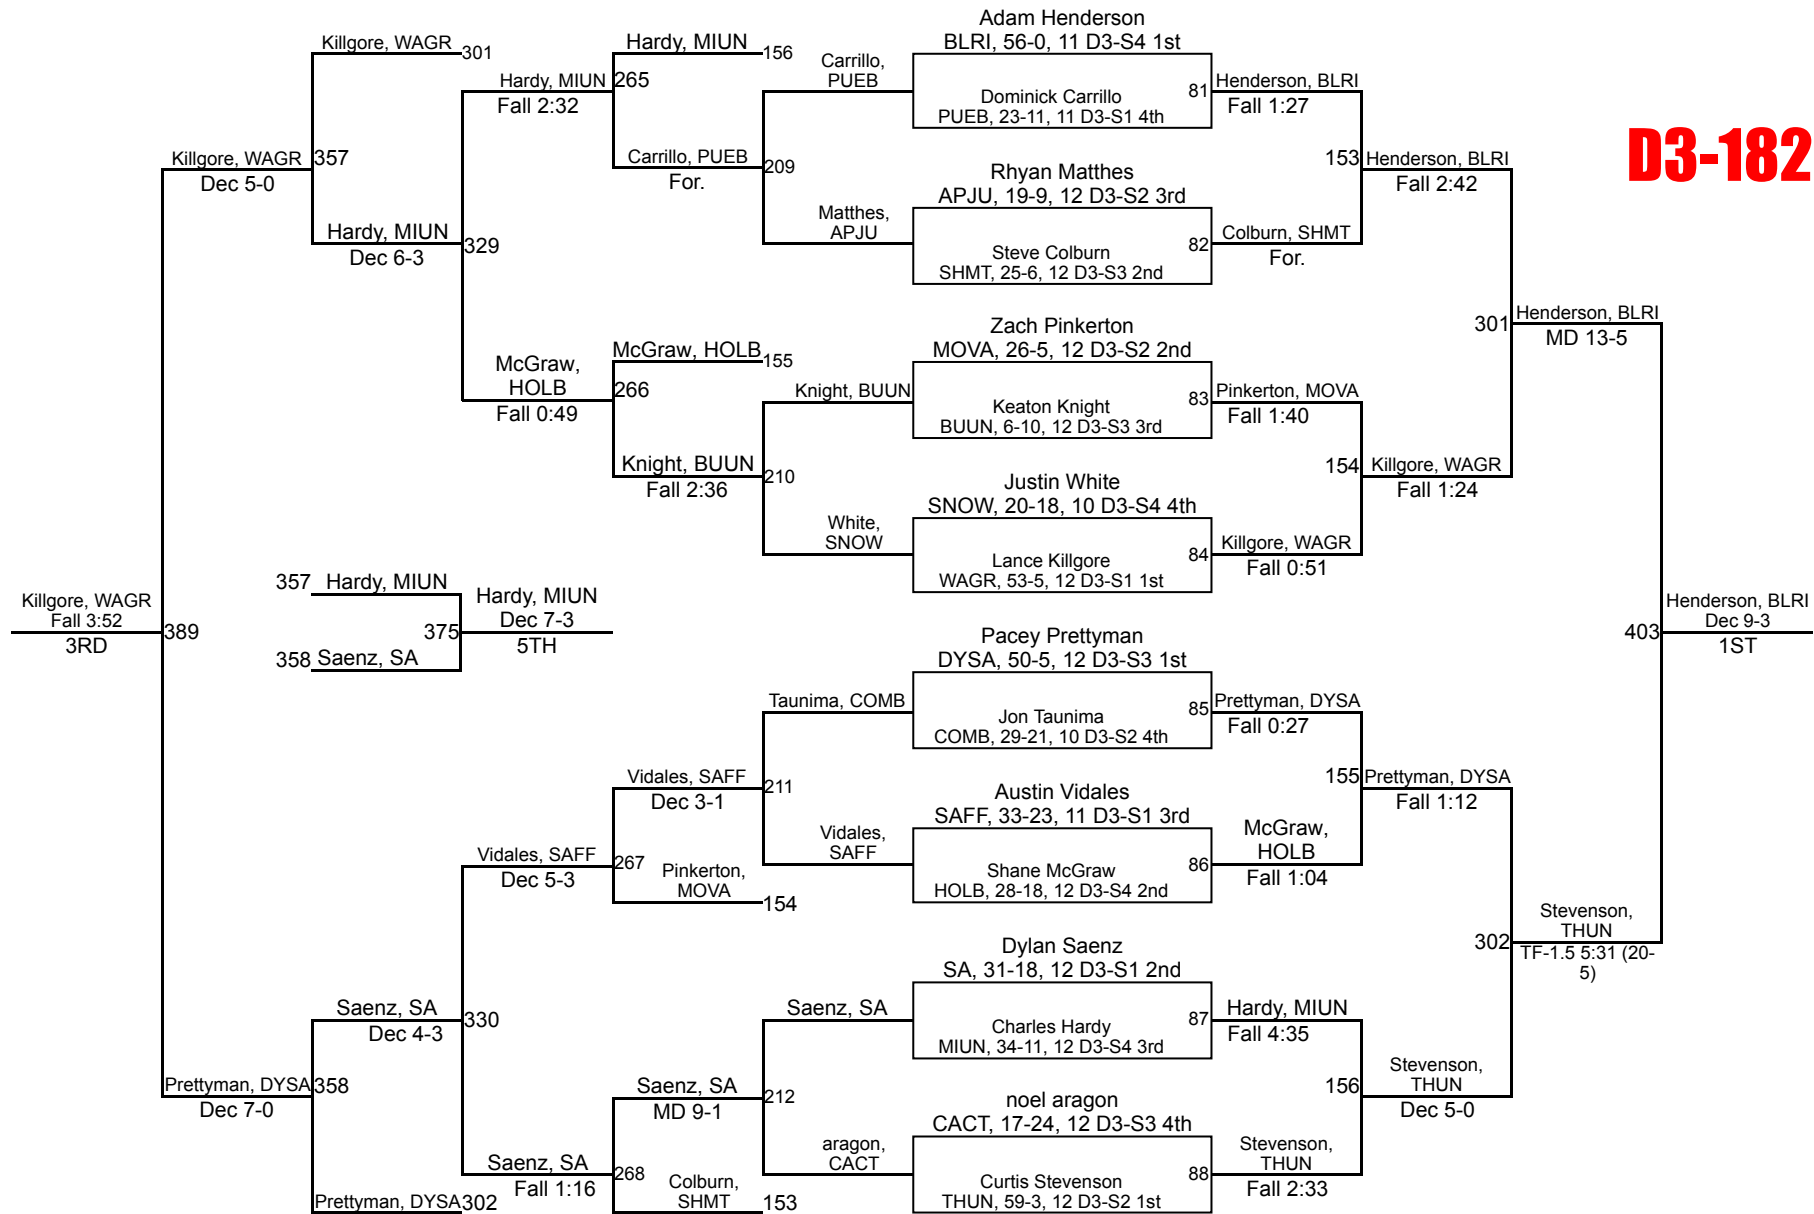 D3-182
Adam Henderson
BLRI, 56-0, 11 D3-S4 1st
Dominick Carrillo
PUEB, 23-11, 11 D3-S1 4th
81
Rhyan Matthes
APJU, 19-9, 12 D3-S2 3rd
Steve Colburn
SHMT, 25-6, 12 D3-S3 2nd
82
Zach Pinkerton
MOVA, 26-5, 12 D3-S2 2nd
Keaton Knight
BUUN, 6-10, 12 D3-S3 3rd
83
Justin White
SNOW, 20-18, 10 D3-S4 4th
Lance Killgore
WAGR, 53-5, 12 D3-S1 1st
84
Pacey Prettyman
DYSA, 50-5, 12 D3-S3 1st
Jon Taunima
COMB, 29-21, 10 D3-S2 4th
85
Austin Vidales
SAFF, 33-23, 11 D3-S1 3rd
Shane McGraw
HOLB, 28-18, 12 D3-S4 2nd
86
Dylan Saenz
SA, 31-18, 12 D3-S1 2nd
Charles Hardy
MIUN, 34-11, 12 D3-S4 3rd
87
noel aragon
CACT, 17-24, 12 D3-S3 4th
Curtis Stevenson
THUN, 59-3, 12 D3-S2 1st
88
Henderson, BLRI
Fall 1:27
Colburn, SHMT
For.
Pinkerton, MOVA
Fall 1:40
Killgore, WAGR
Fall 0:51
Prettyman, DYSA
Fall 0:27
McGraw,
HOLB
Fall 1:04
Hardy, MIUN
Fall 4:35
Stevenson,
THUN
Fall 2:33
153
Henderson, BLRI
Fall 2:42
154
Killgore, WAGR
Fall 1:24
155
Prettyman, DYSA
Fall 1:12
156
Stevenson,
THUN
Dec 5-0
301
Henderson, BLRI
MD 13-5
302
Stevenson,
THUN
TF-1.5 5:31 (20-
5)
403
Henderson, BLRI
Dec 9-3
1ST
Carrillo,
PUEB
Matthes,
APJU
Knight, BUUN
White,
SNOW
Taunima, COMB
Vidales,
SAFF
Saenz, SA
aragon,
CACT
Hardy, MIUN
156
Carrillo, PUEB
For.
209
McGraw, HOLB
155
Knight, BUUN
Fall 2:36
210
Vidales, SAFF
Dec 3-1
211
Pinkerton,
MOVA
154
Saenz, SA
MD 9-1
212
Colburn,
SHMT
153
Hardy, MIUN
Fall 2:32
265
McGraw,
HOLB
Fall 0:49
266
Vidales, SAFF
Dec 5-3
267
Saenz, SA
Fall 1:16
268
Killgore, WAGR
301
Hardy, MIUN
Dec 6-3
329
Saenz, SA
Dec 4-3
330
Prettyman, DYSA
302
Killgore, WAGR
Dec 5-0
357
Prettyman, DYSA
Dec 7-0
358
Killgore, WAGR
Fall 3:52
3RD
389
357
Hardy, MIUN
358
Saenz, SA
375
Hardy, MIUN
Dec 7-3
5TH